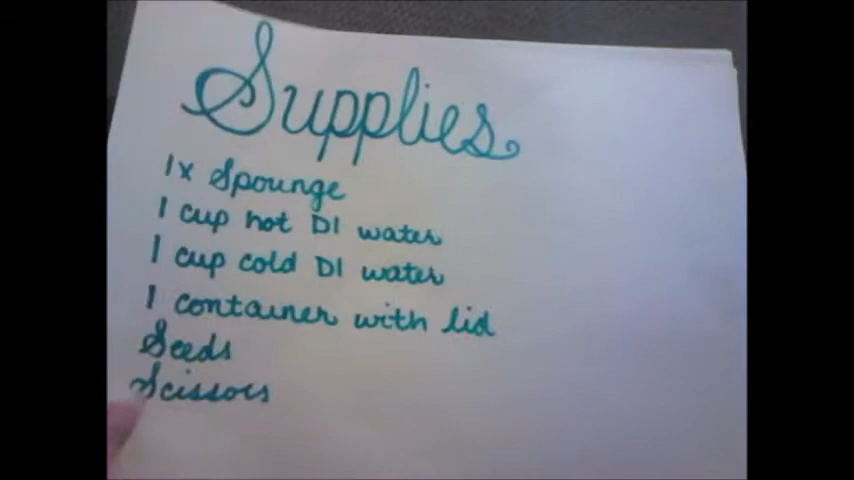 Supplies
1x Spounge
1 cup hot DI water
1 cup cold DI water
1 container with lid
Seeds
Scissors